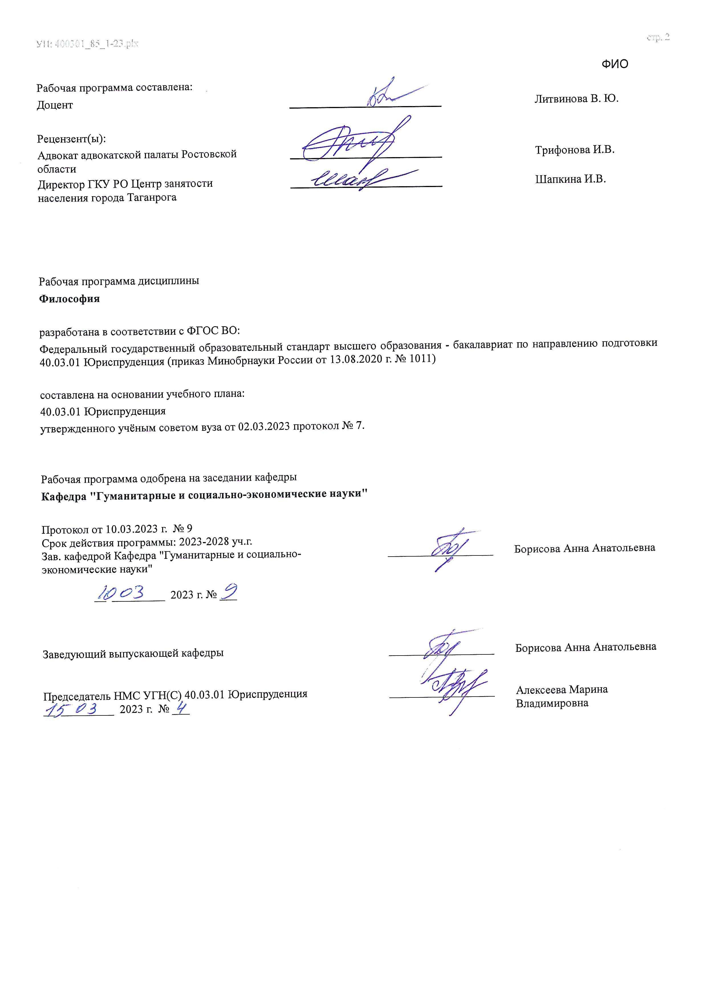 УП: 400301_85_1-23.plx стр. 2
ФИО
Рабочая программа составлена:
Доцент Литвинова В. Ю.
Рецензент(ы):
Адвокат адвокатской палаты Ростовской Трифонова И.В.
области
Директор ГКУ РО Центр занятости Шапкина И.В.
населения города Таганрога
Рабочая программа дисциплины
Философия
разработана в соответствии с ФГОС ВО:
Федеральный государственный образовательный стандарт высшего образования - бакалавриат по направлению подготовки
40.03.01 Юриспруденция (приказ Минобрнауки России от 13.08.2020 г. № 1011)
составлена на основании учебного плана:
40.03.01 Юриспруденция
утвержденного учёным советом вуза от 02.03.2023 протокол № 7.
Рабочая программа одобрена на заседании кафедры
Кафедра "Гуманитарные и социально-экономические науки"
Протокол от 10.03.2023 г. № 9
Срок действия программы: 2023-2028 уч.г.
Зав. кафедрой Кафедра "Гуманитарные и социально- Борисова Анна Анатольевна
экономические науки"
10 03 2023 г. № 9
Заведующий выпускающей кафедры Борисова Анна Анатольевна
Председатель НМС УГН(С) 40.03.01 Юриспруденция Алексеева Марина
Владимировна
15 03 2023 г. № 4